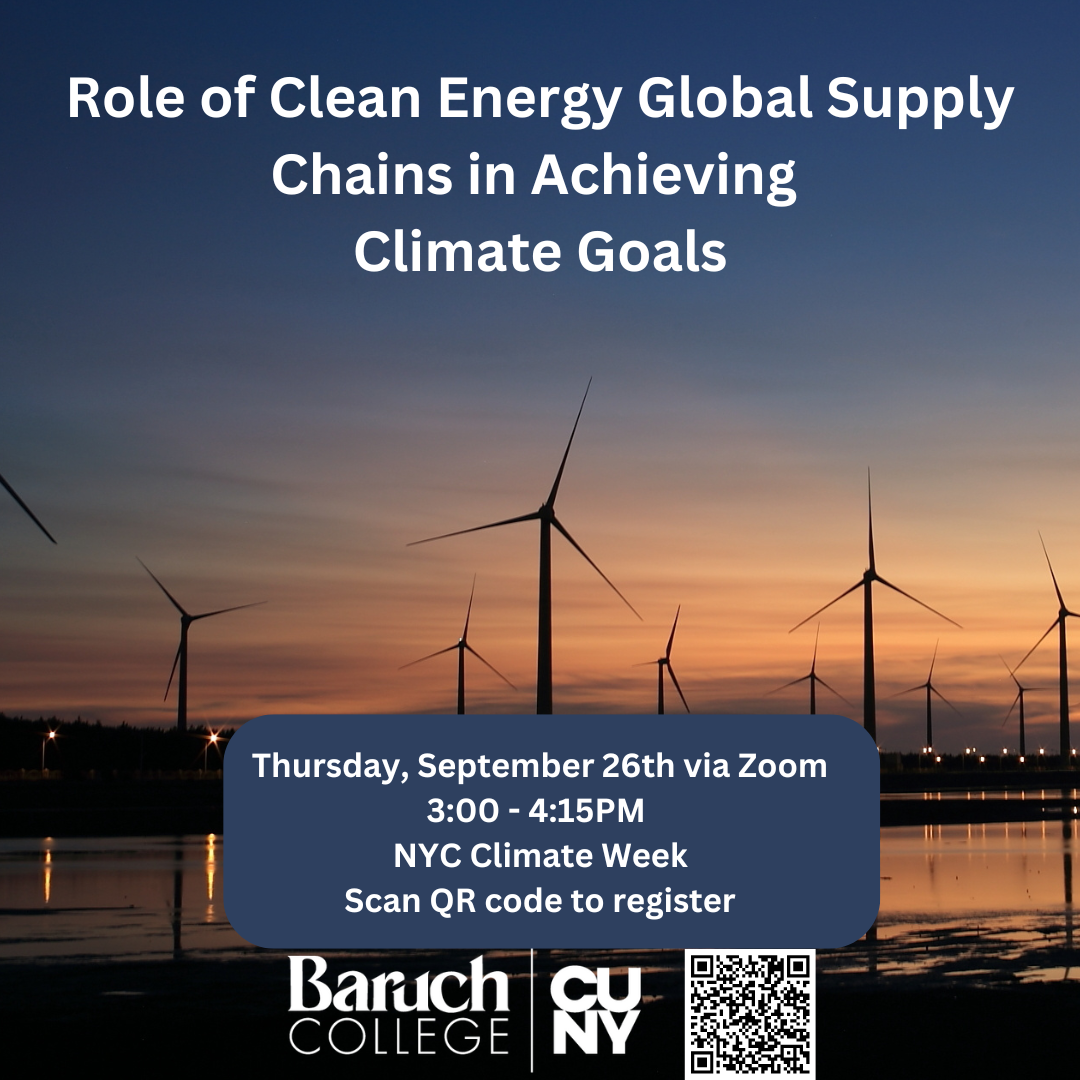 Role of Clean Energy Global Supply
Chains in Achieving
Climate Goals
Thursday, September 26th via Zoom
3:00 - 4:15PM
NYC Climate Week
Scan QR code to register
Baruch
COLLEGE
CU
NY